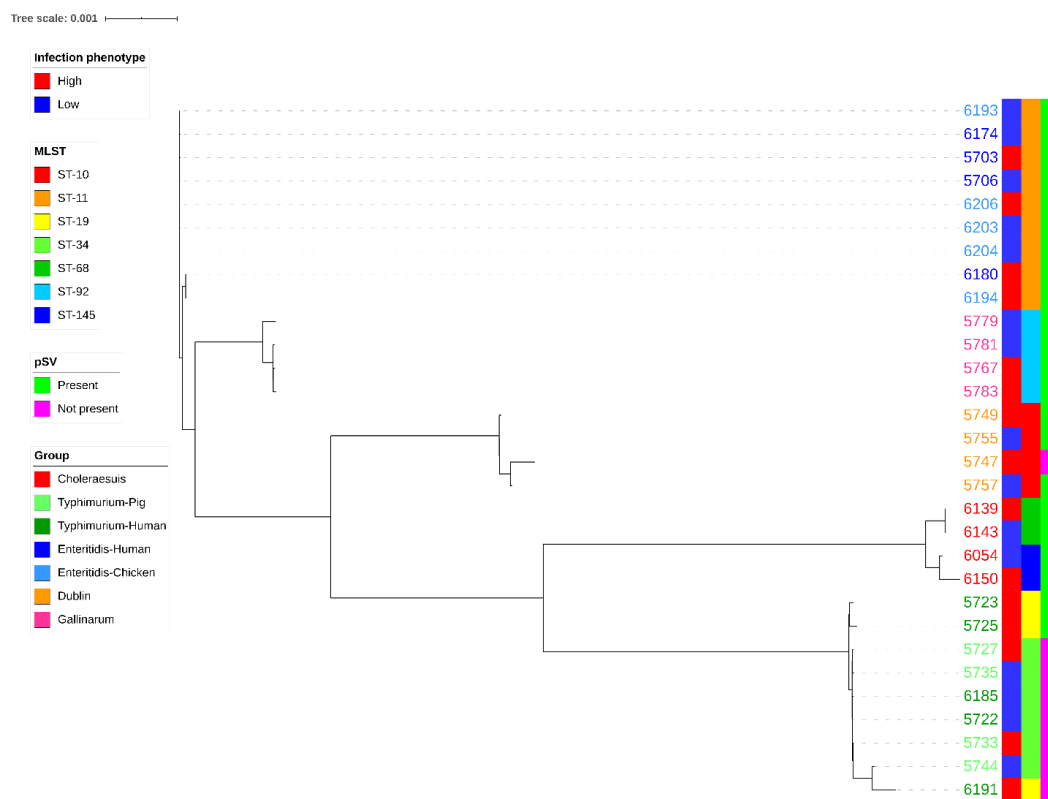 Tree scale: 0.001
Infection phenotype
High
Low
MLST
ST-10
ST-11
ST-19
ST-34
ST-68
ST-92
ST-145
pSV
Present
Not present
Group
Choleraesuis
Typhimurium-Pig
Typhimurium-Human
Enteritidis-Human
Enteritidis-Chicken
Dublin
Gallinarum
6193
6174
5703
5706
6206
6203
6204
6180
6194
5779
5781
5767
5783
5749
5755
5747
5757
6139
6143
6054
6150
5723
5725
5727
5735
6185
5722
5733
5744
6191